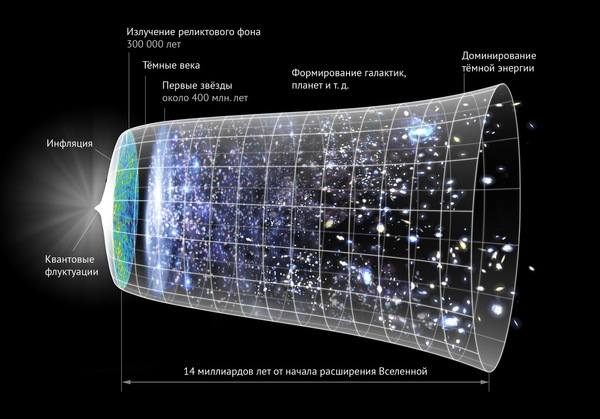 Излучение реликтового фона
300 000 лет
Тёмные века
Первые звёзды
около 400 млн. лет
Формирование галактик,
планет и т. д.
Доминирование
тёмной энергии
Инфляция
Квантовые
флуктуации
14 миллиардов лет от начала расширения Вселенной